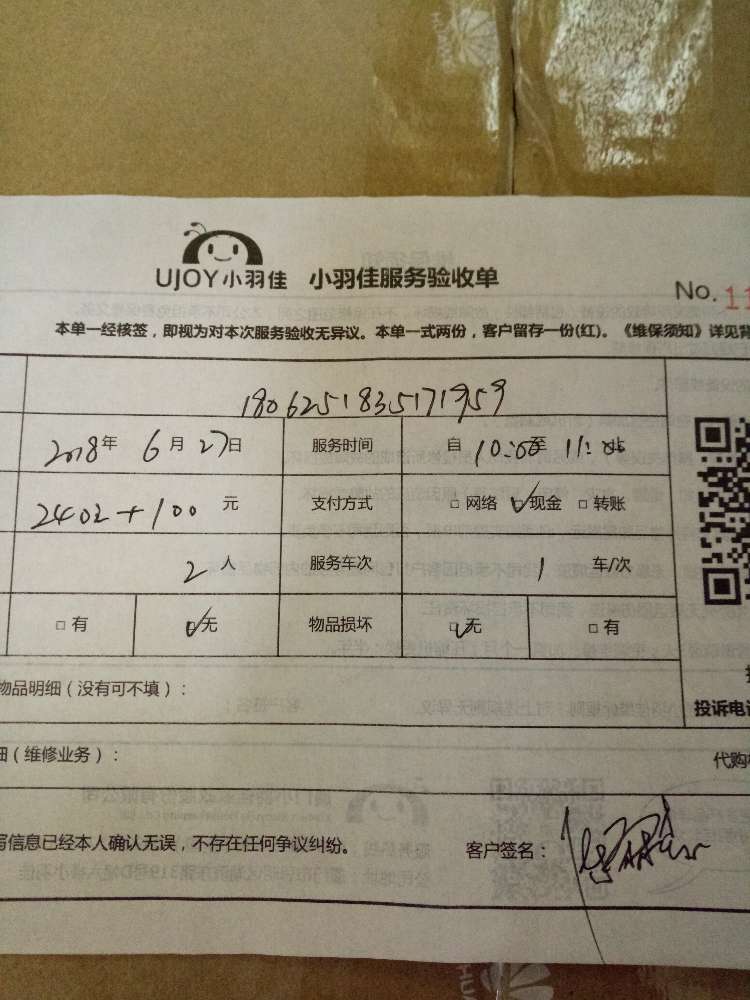 UJOY小羽佳 小羽佳服务验收单
No. 11
本单一经核签，即视为对本次服务验收无异议。本单一式两份，客户留存一份(红)。《维保须知》详见背
1806251835171959
2018年 6月27日 服务时间 自 10:00 至 11:
2402+100 元 支付方式 □网络 ☑现金 □转账
2 人 服务车次 1 车/次
□有 ☑无 物品损坏 ☑无 □有
物品明细（没有可不填）：
投诉电话
细（维修业务）：
代购
写信息已经本人确认无误，不存在任何争议纠纷。 客户签名：